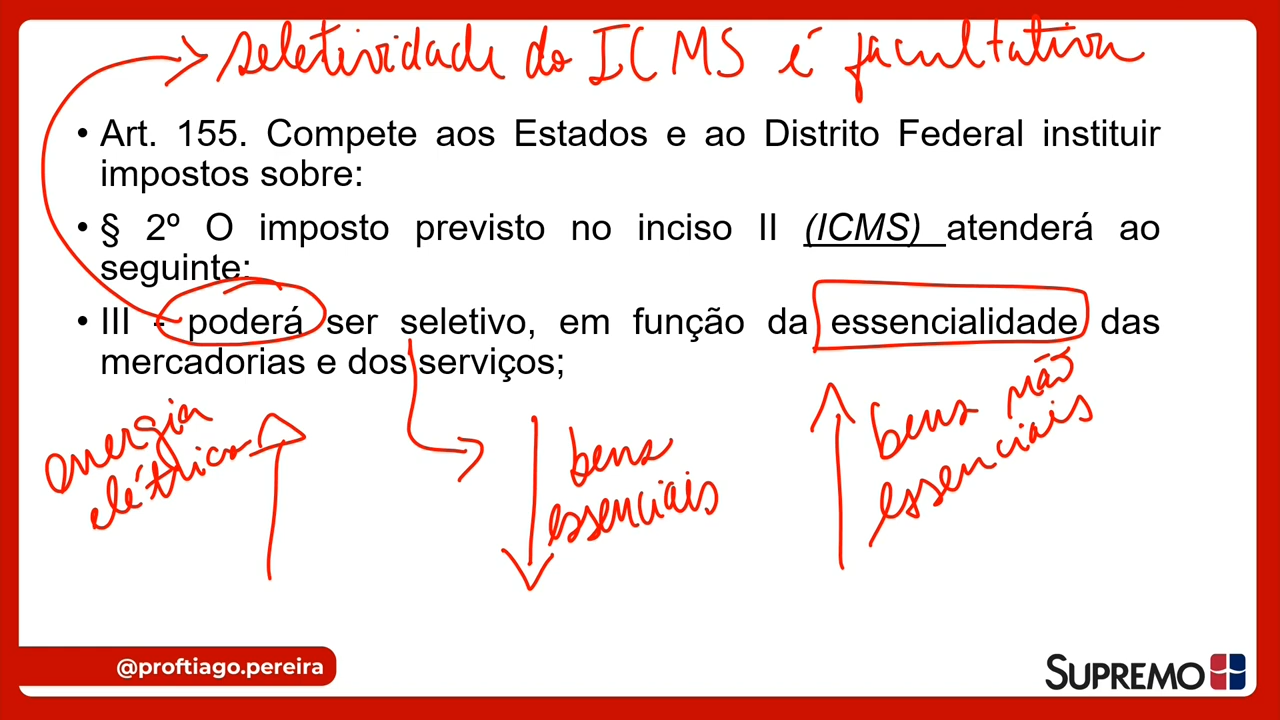 seletividade do ICMS é facultativa
• Art. 155. Compete aos Estados e ao Distrito Federal instituir
impostos sobre:
• § 2º O imposto previsto no inciso II (ICMS) atenderá ao
seguinte:
• III - poderá ser seletivo, em função da essencialidade das
mercadorias e dos serviços;
energia
elétrica
bens
essenciais
bens não
essenciais
@proftiago.pereira
SUPREMO